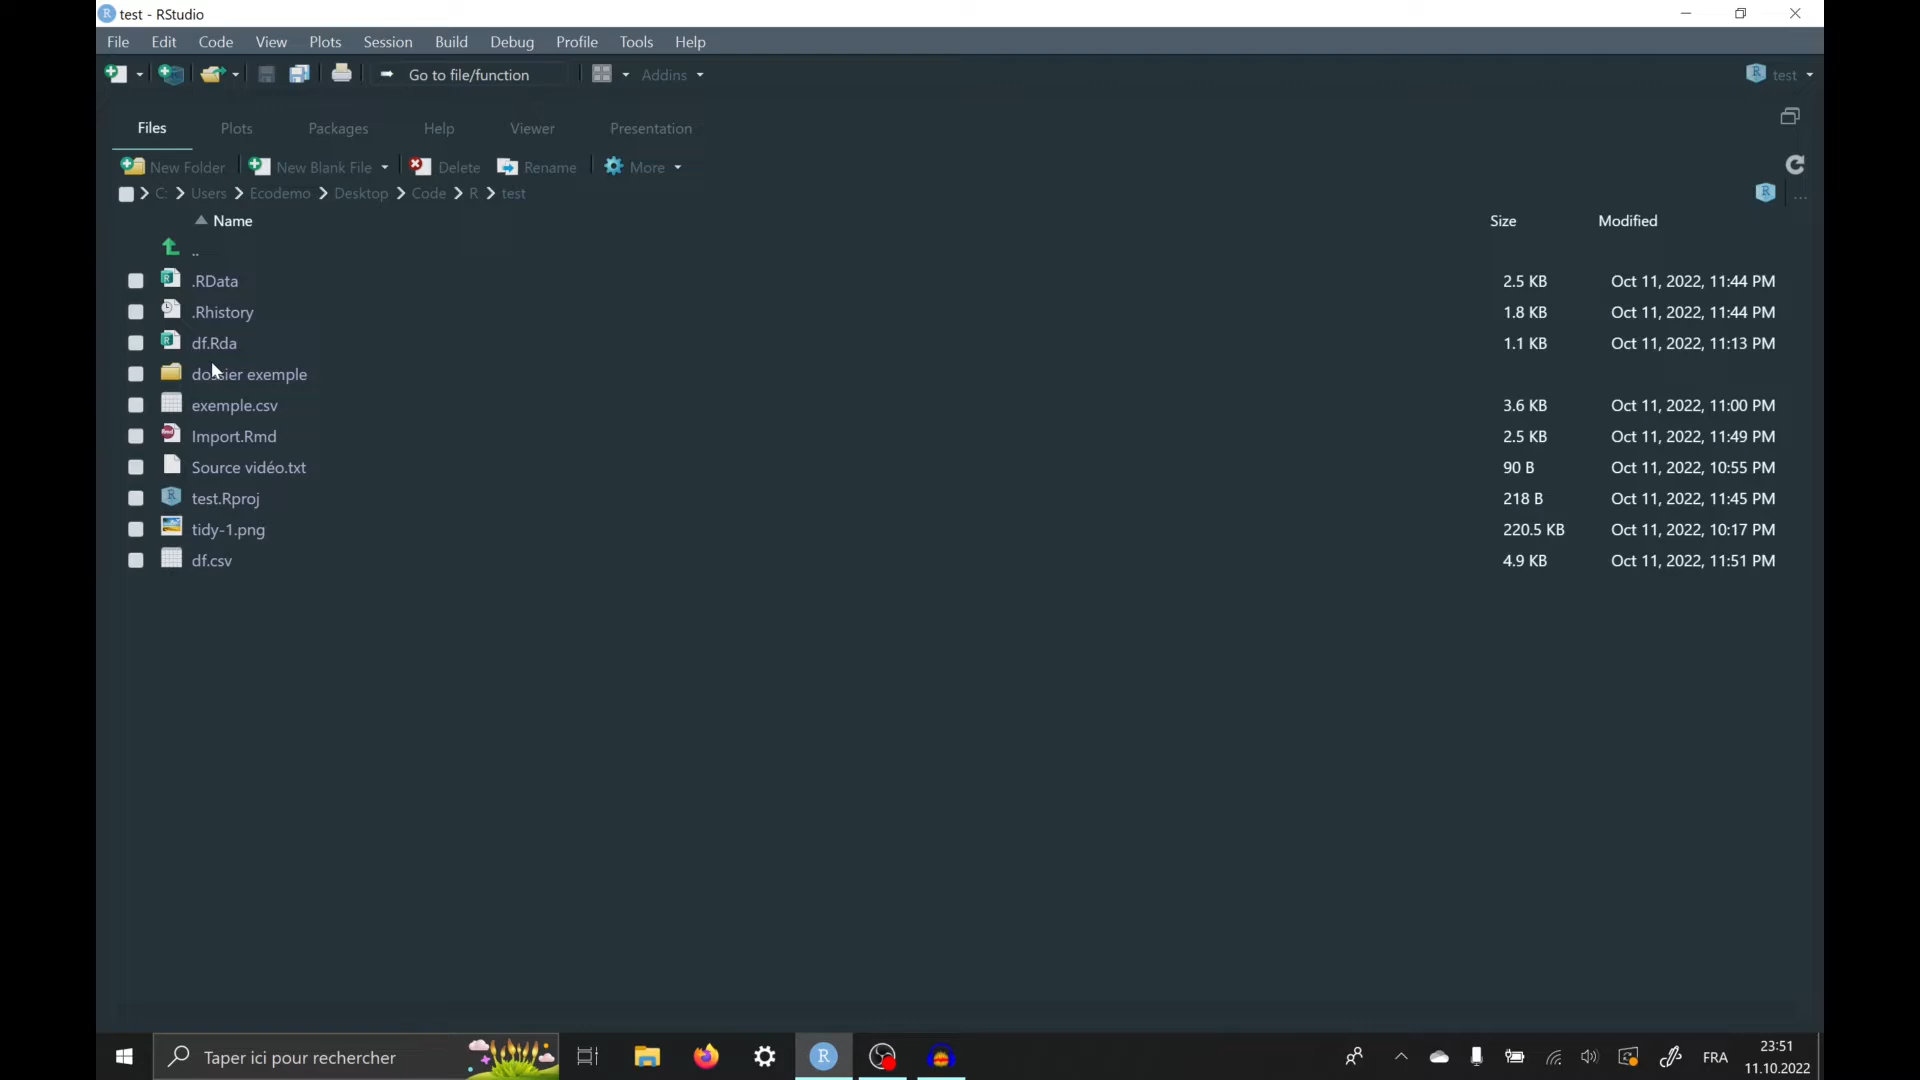 test - RStudio
File Edit Code View Plots Session Build Debug Profile Tools Help
Go to file/function Addins test
Files Plots Packages Help Viewer Presentation
New Folder New Blank File Delete Rename More
C: Users Ecodemo Desktop Code R test ...
Name Size Modified
..
.RData 2.5 KB Oct 11, 2022, 11:44 PM
.Rhistory 1.8 KB Oct 11, 2022, 11:44 PM
df.Rda 1.1 KB Oct 11, 2022, 11:13 PM
dossier exemple
exemple.csv 3.6 KB Oct 11, 2022, 11:00 PM
Import.Rmd 2.5 KB Oct 11, 2022, 11:49 PM
Source vidéo.txt 90 B Oct 11, 2022, 10:55 PM
test.Rproj 218 B Oct 11, 2022, 11:45 PM
tidy-1.png 220.5 KB Oct 11, 2022, 10:17 PM
df.csv 4.9 KB Oct 11, 2022, 11:51 PM
Taper ici pour rechercher R FRA 23:51
11.10.2022